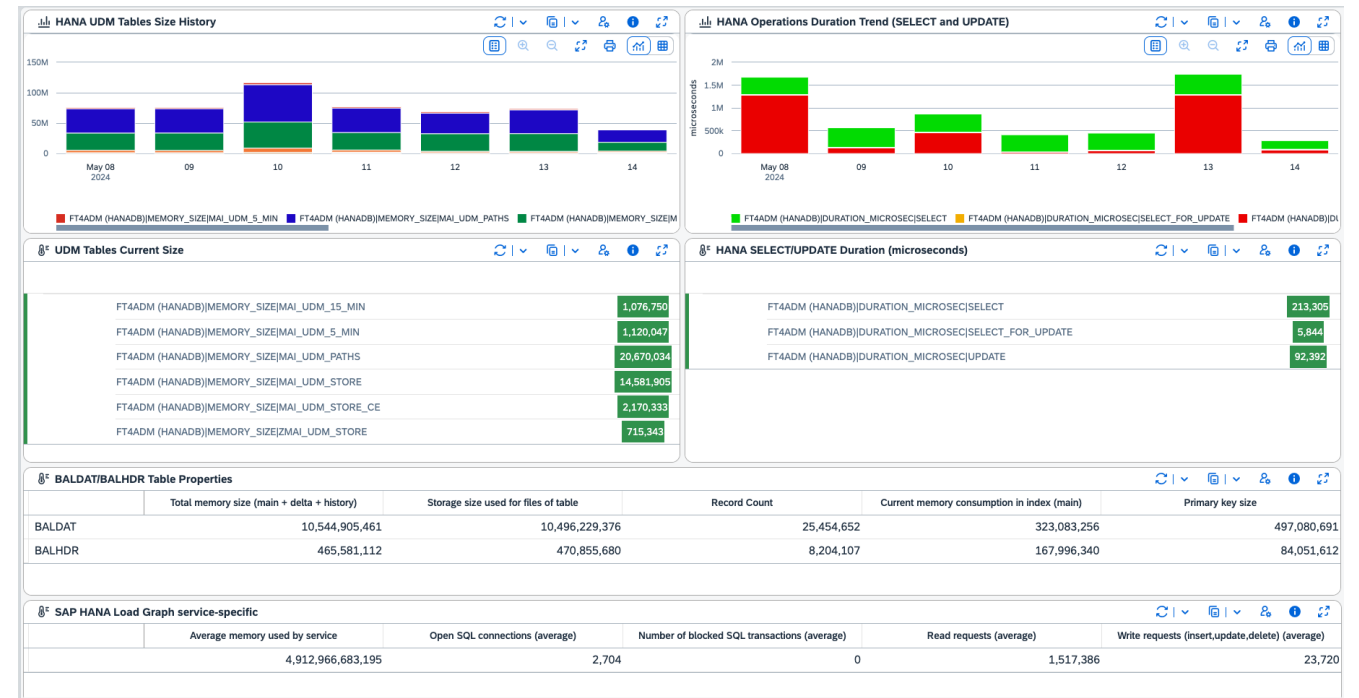 HANA UDM Tables Size History
150M
100M
50M
0
May 08
2024
09
10
11
12
13
14
FT4ADM (HANADB)|MEMORY_SIZE|MAI_UDM_5_MIN FT4ADM (HANADB)|MEMORY_SIZE|MAI_UDM_PATHS FT4ADM (HANADB)|MEMORY_SIZE|M
HANA Operations Duration Trend (SELECT and UPDATE)
microseconds
2M
1.5M
1M
500k
0
May 08
2024
09
10
11
12
13
14
FT4ADM (HANADB)|DURATION_MICROSEC|SELECT FT4ADM (HANADB)|DURATION_MICROSEC|SELECT_FOR_UPDATE FT4ADM (HANADB)|DU
UDM Tables Current Size
FT4ADM (HANADB)|MEMORY_SIZE|MAI_UDM_15_MIN 1,076,750
FT4ADM (HANADB)|MEMORY_SIZE|MAI_UDM_5_MIN 1,120,047
FT4ADM (HANADB)|MEMORY_SIZE|MAI_UDM_PATHS 20,670,034
FT4ADM (HANADB)|MEMORY_SIZE|MAI_UDM_STORE 14,581,905
FT4ADM (HANADB)|MEMORY_SIZE|MAI_UDM_STORE_CE 2,170,333
FT4ADM (HANADB)|MEMORY_SIZE|ZMAI_UDM_STORE 715,343
HANA SELECT/UPDATE Duration (microseconds)
FT4ADM (HANADB)|DURATION_MICROSEC|SELECT 213,305
FT4ADM (HANADB)|DURATION_MICROSEC|SELECT_FOR_UPDATE 5,844
FT4ADM (HANADB)|DURATION_MICROSEC|UPDATE 92,392
BALDAT/BALHDR Table Properties
Total memory size (main + delta + history) Storage size used for files of table Record Count Current memory consumption in index (main) Primary key size
BALDAT 10,544,905,461 10,496,229,376 25,454,652 323,083,256 497,080,691
BALHDR 465,581,112 470,855,680 8,204,107 167,996,340 84,051,612
SAP HANA Load Graph service-specific
Average memory used by service Open SQL connections (average) Number of blocked SQL transactions (average) Read requests (average) Write requests (insert,update,delete) (average)
4,912,966,683,195 2,704 0 1,517,386 23,720